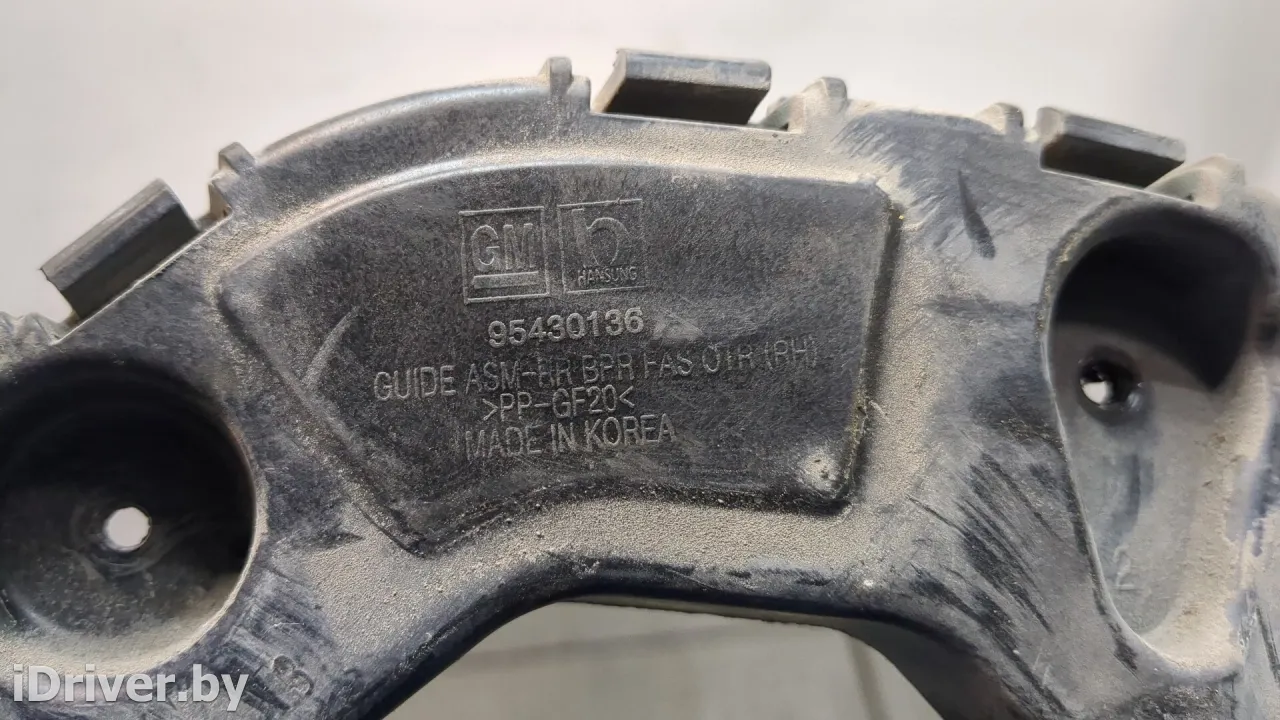 GM HANSUNG
95430136
GUIDE ASM-RR BPR FAS OTR (RH)
>PP-GF20<
MADE IN KOREA
iDriver.by